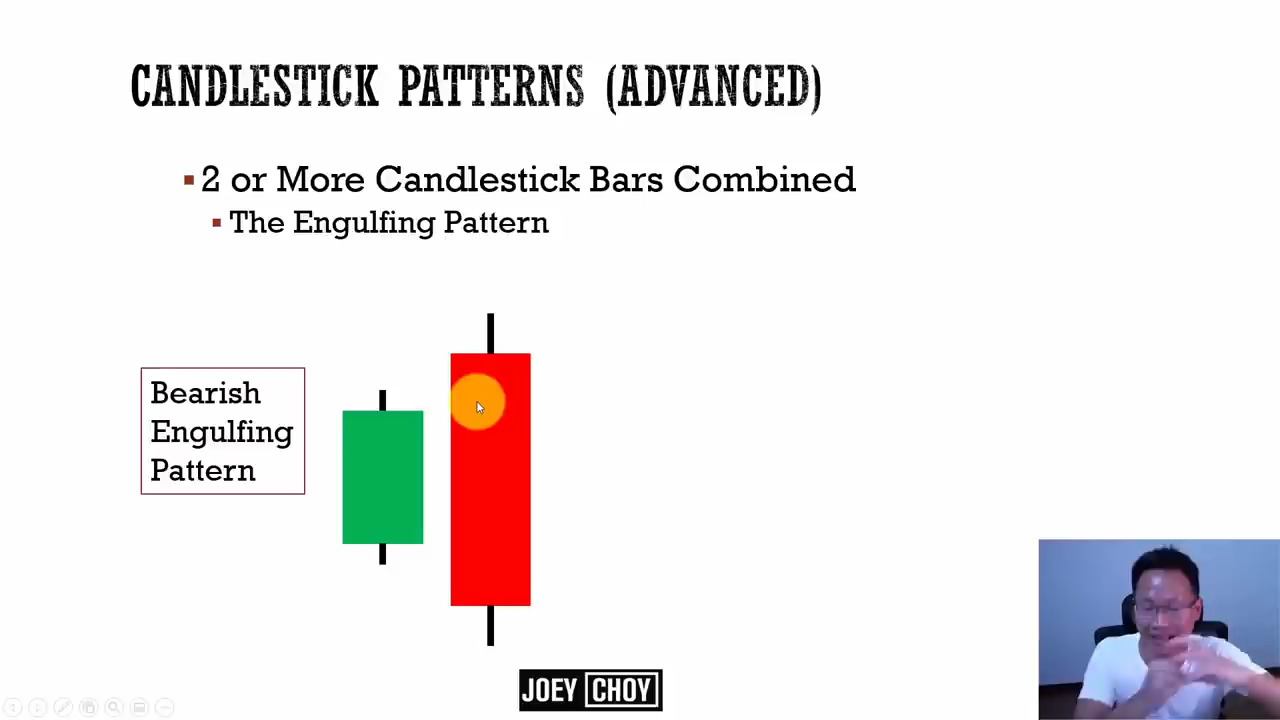 CANDLESTICK PATTERNS (ADVANCED)
2 or More Candlestick Bars Combined
The Engulfing Pattern
Bearish
Engulfing
Pattern
JOEY CHOY